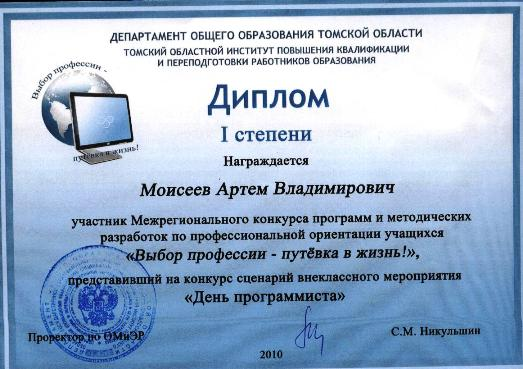 ДЕПАРТАМЕНТ ОБЩЕГО ОБРАЗОВАНИЯ ТОМСКОЙ ОБЛАСТИ
ТОМСКИЙ ОБЛАСТНОЙ ИНСТИТУТ ПОВЫШЕНИЯ КВАЛИФИКАЦИИ
И ПЕРЕПОДГОТОВКИ РАБОТНИКОВ ОБРАЗОВАНИЯ
Выбор профессии -
путёвка в жизнь!
Диплом
I степени
Награждается
Моисеев Артем Владимирович
участник Межрегионального конкурса программ и методических
разработок по профессиональной ориентации учащихся
«Выбор профессии - путёвка в жизнь!»,
представивший на конкурс сценарий внеклассного мероприятия
«День программиста»
Проректор по ОМиЭР
С.М. Никульшин
2010